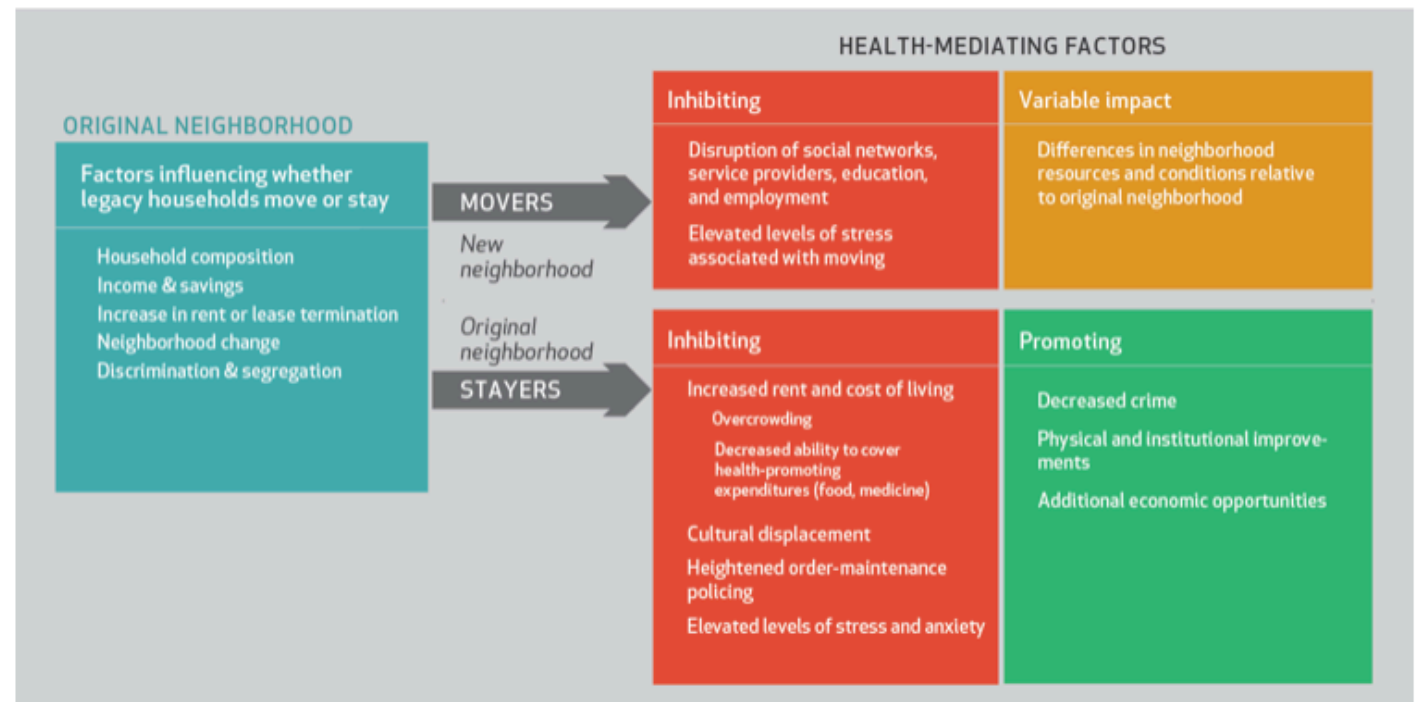 HEALTH-MEDIATING FACTORS
ORIGINAL NEIGHBORHOOD
Factors influencing whether
legacy households move or stay
Household composition
Income & savings
Increase in rent or lease termination
Neighborhood change
Discrimination & segregation
MOVERS
New
neighborhood
Original
neighborhood
STAYERS
Inhibiting
Disruption of social networks,
service providers, education,
and employment
Elevated levels of stress
associated with moving
Variable impact
Differences in neighborhood
resources and conditions relative
to original neighborhood
Inhibiting
Increased rent and cost of living
Overcrowding
Decreased ability to cover
health-promoting
expenditures (food, medicine)
Cultural displacement
Heightened order-maintenance
policing
Elevated levels of stress and anxiety
Promoting
Decreased crime
Physical and institutional improve-
ments
Additional economic opportunities